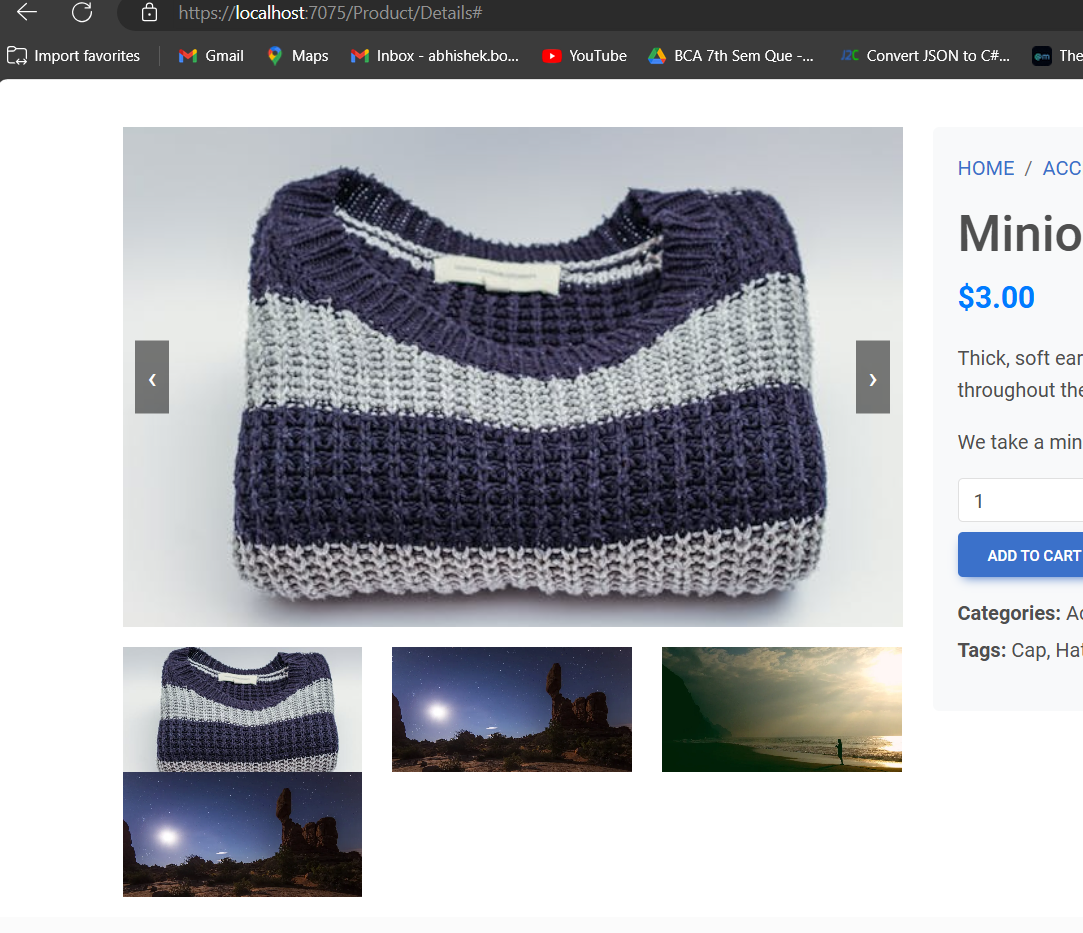 https://localhost:7075/Product/Details#
Import favorites
Gmail
Maps
Inbox - abhishek.bo...
YouTube
BCA 7th Sem Que -...
J2C
Convert JSON to C#...
The
HOME / ACC
Minio
$3.00
Thick, soft ear
throughout the
We take a min
1
ADD TO CART
Categories: Ac
Tags: Cap, Hat